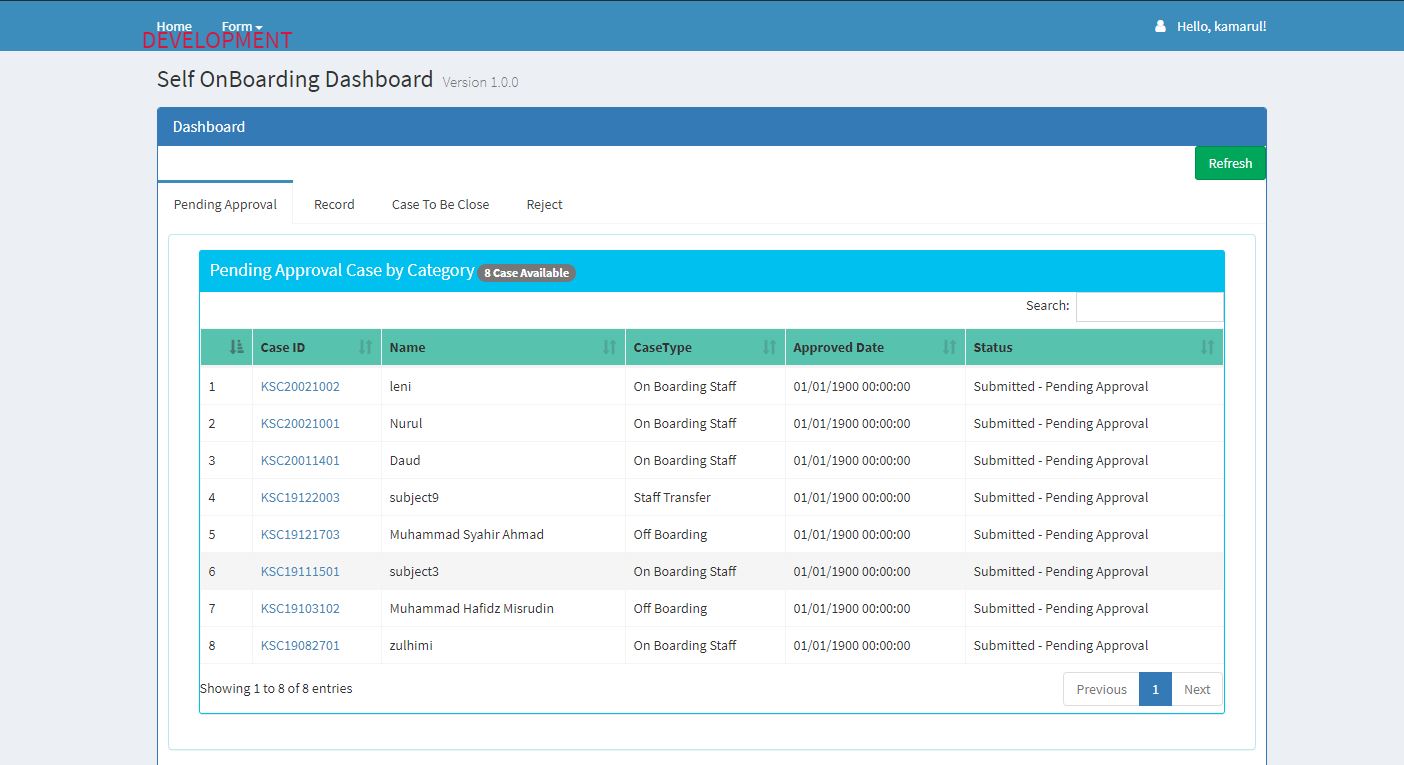 Home Form Hello, kamarul!
DEVELOPMENT
Self OnBoarding Dashboard Version 1.0.0
Dashboard
Refresh
Pending Approval Record Case To Be Close Reject
Pending Approval Case by Category 8 Case Available
Search:
Case ID Name CaseType Approved Date Status
1 KSC20021002 leni On Boarding Staff 01/01/1900 00:00:00 Submitted - Pending Approval
2 KSC20021001 Nurul On Boarding Staff 01/01/1900 00:00:00 Submitted - Pending Approval
3 KSC20011401 Daud On Boarding Staff 01/01/1900 00:00:00 Submitted - Pending Approval
4 KSC19122003 subject9 Staff Transfer 01/01/1900 00:00:00 Submitted - Pending Approval
5 KSC19121703 Muhammad Syahir Ahmad Off Boarding 01/01/1900 00:00:00 Submitted - Pending Approval
6 KSC19111501 subject3 On Boarding Staff 01/01/1900 00:00:00 Submitted - Pending Approval
7 KSC19103102 Muhammad Hafidz Misrudin Off Boarding 01/01/1900 00:00:00 Submitted - Pending Approval
8 KSC19082701 zulhimi On Boarding Staff 01/01/1900 00:00:00 Submitted - Pending Approval
Showing 1 to 8 of 8 entries Previous 1 Next